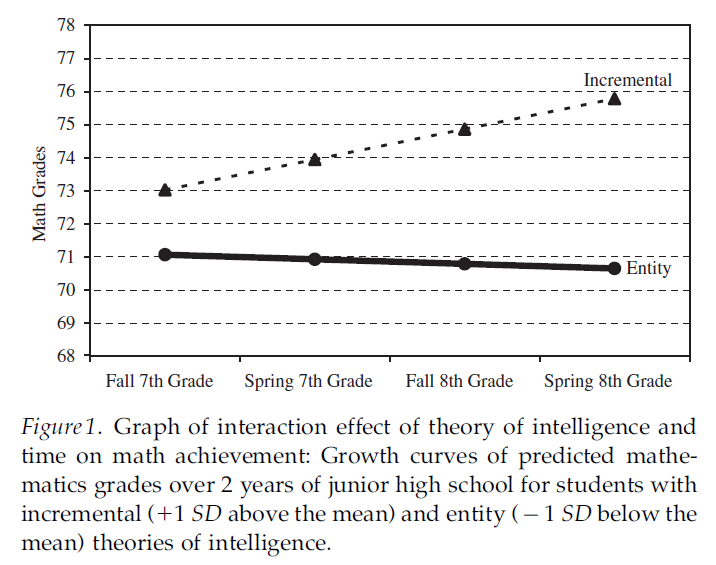 78
77
76
75
74
73
72
71
70
69
68
Math Grades
Incremental
Entity
Fall 7th Grade Spring 7th Grade Fall 8th Grade Spring 8th Grade
Figure 1. Graph of interaction effect of theory of intelligence and
time on math achievement: Growth curves of predicted mathe-
matics grades over 2 years of junior high school for students with
incremental (+1 SD above the mean) and entity ( – 1 SD below the
mean) theories of intelligence.